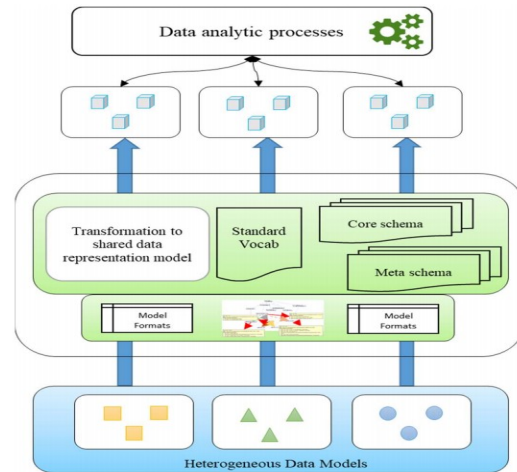 Data analytic processes
Transformation to
shared data
representation model
Standard
Vocab
Core schema
Meta schema
Model
Formats
Model
Formats
Heterogeneous Data Models